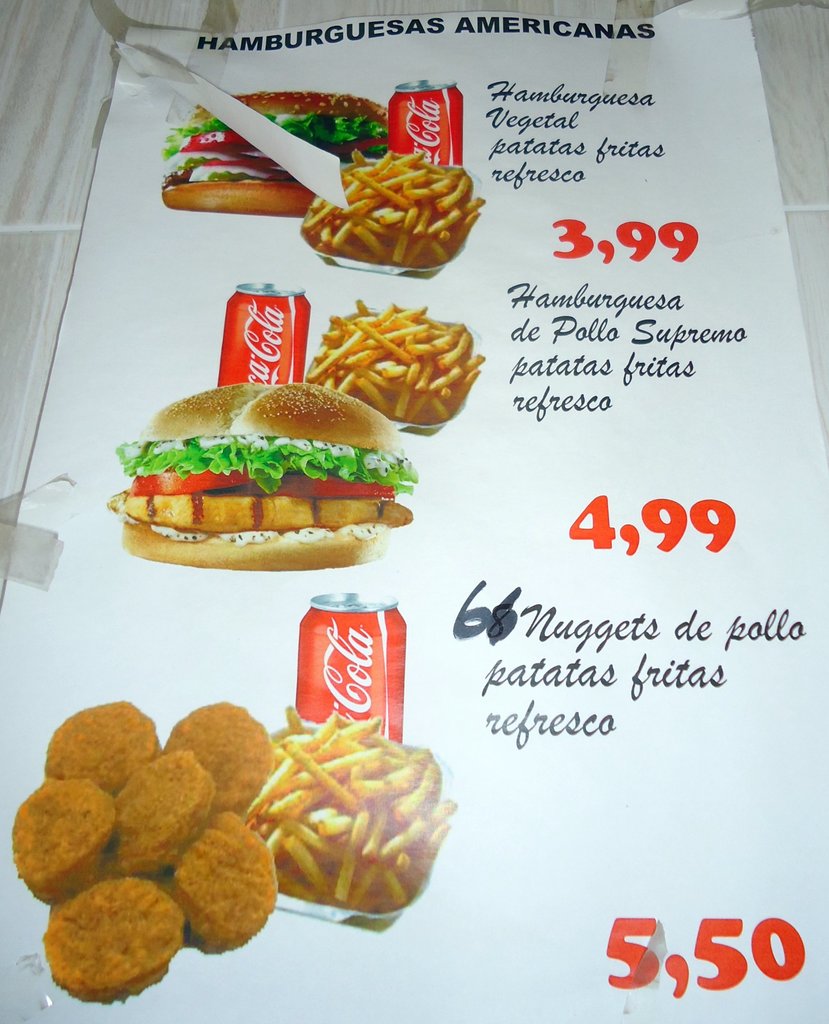 HAMBURGUESAS AMERICANAS
Coca-Cola
Hamburguesa
Vegetal
patatas fritas
refresco
3,99
Coca-Cola
Hamburguesa
de Pollo Supremo
patatas fritas
refresco
4,99
Coca-Cola
6 Nuggets de pollo
patatas fritas
refresco
5,50